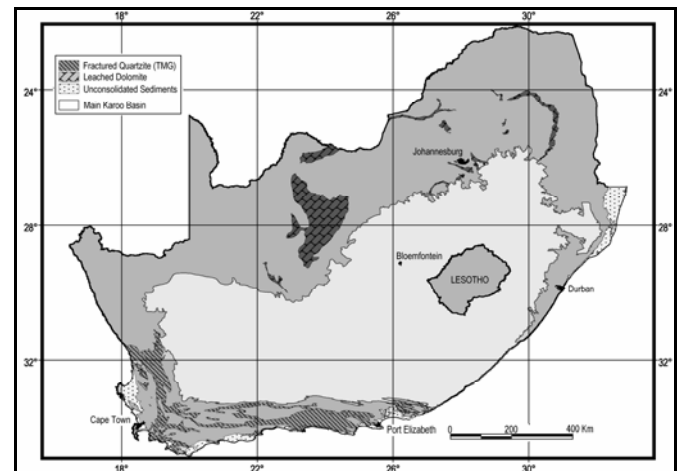 18° 22° 26° 30°
Fractured Quartzite (TMG)
Leached Dolomite
Unconsolidated Sediments
Main Karoo Basin
24° 24°
Johannesburg
28° 28°
Bloemfontein
LESOTHO
Durban
32° 32°
Cape Town
Port Elizabeth
0 200 400 Km
18° 22° 26° 30°